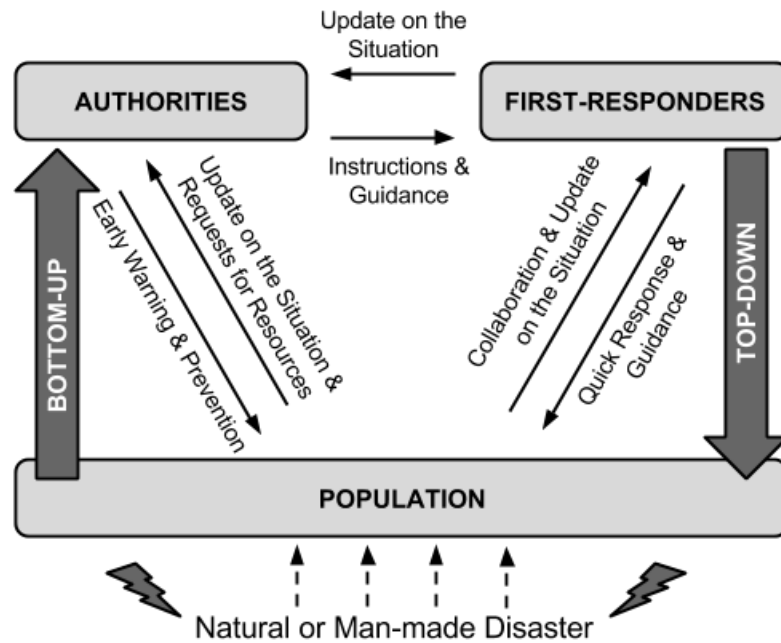 Update on the
Situation
AUTHORITIES
FIRST-RESPONDERS
Instructions &
Guidance
BOTTOM-UP
Early Warning & Prevention
Update on the Situation &
Requests for Resources
Collaboration & Update
on the Situation
Quick Response &
Guidance
TOP-DOWN
POPULATION
Natural or Man-made Disaster